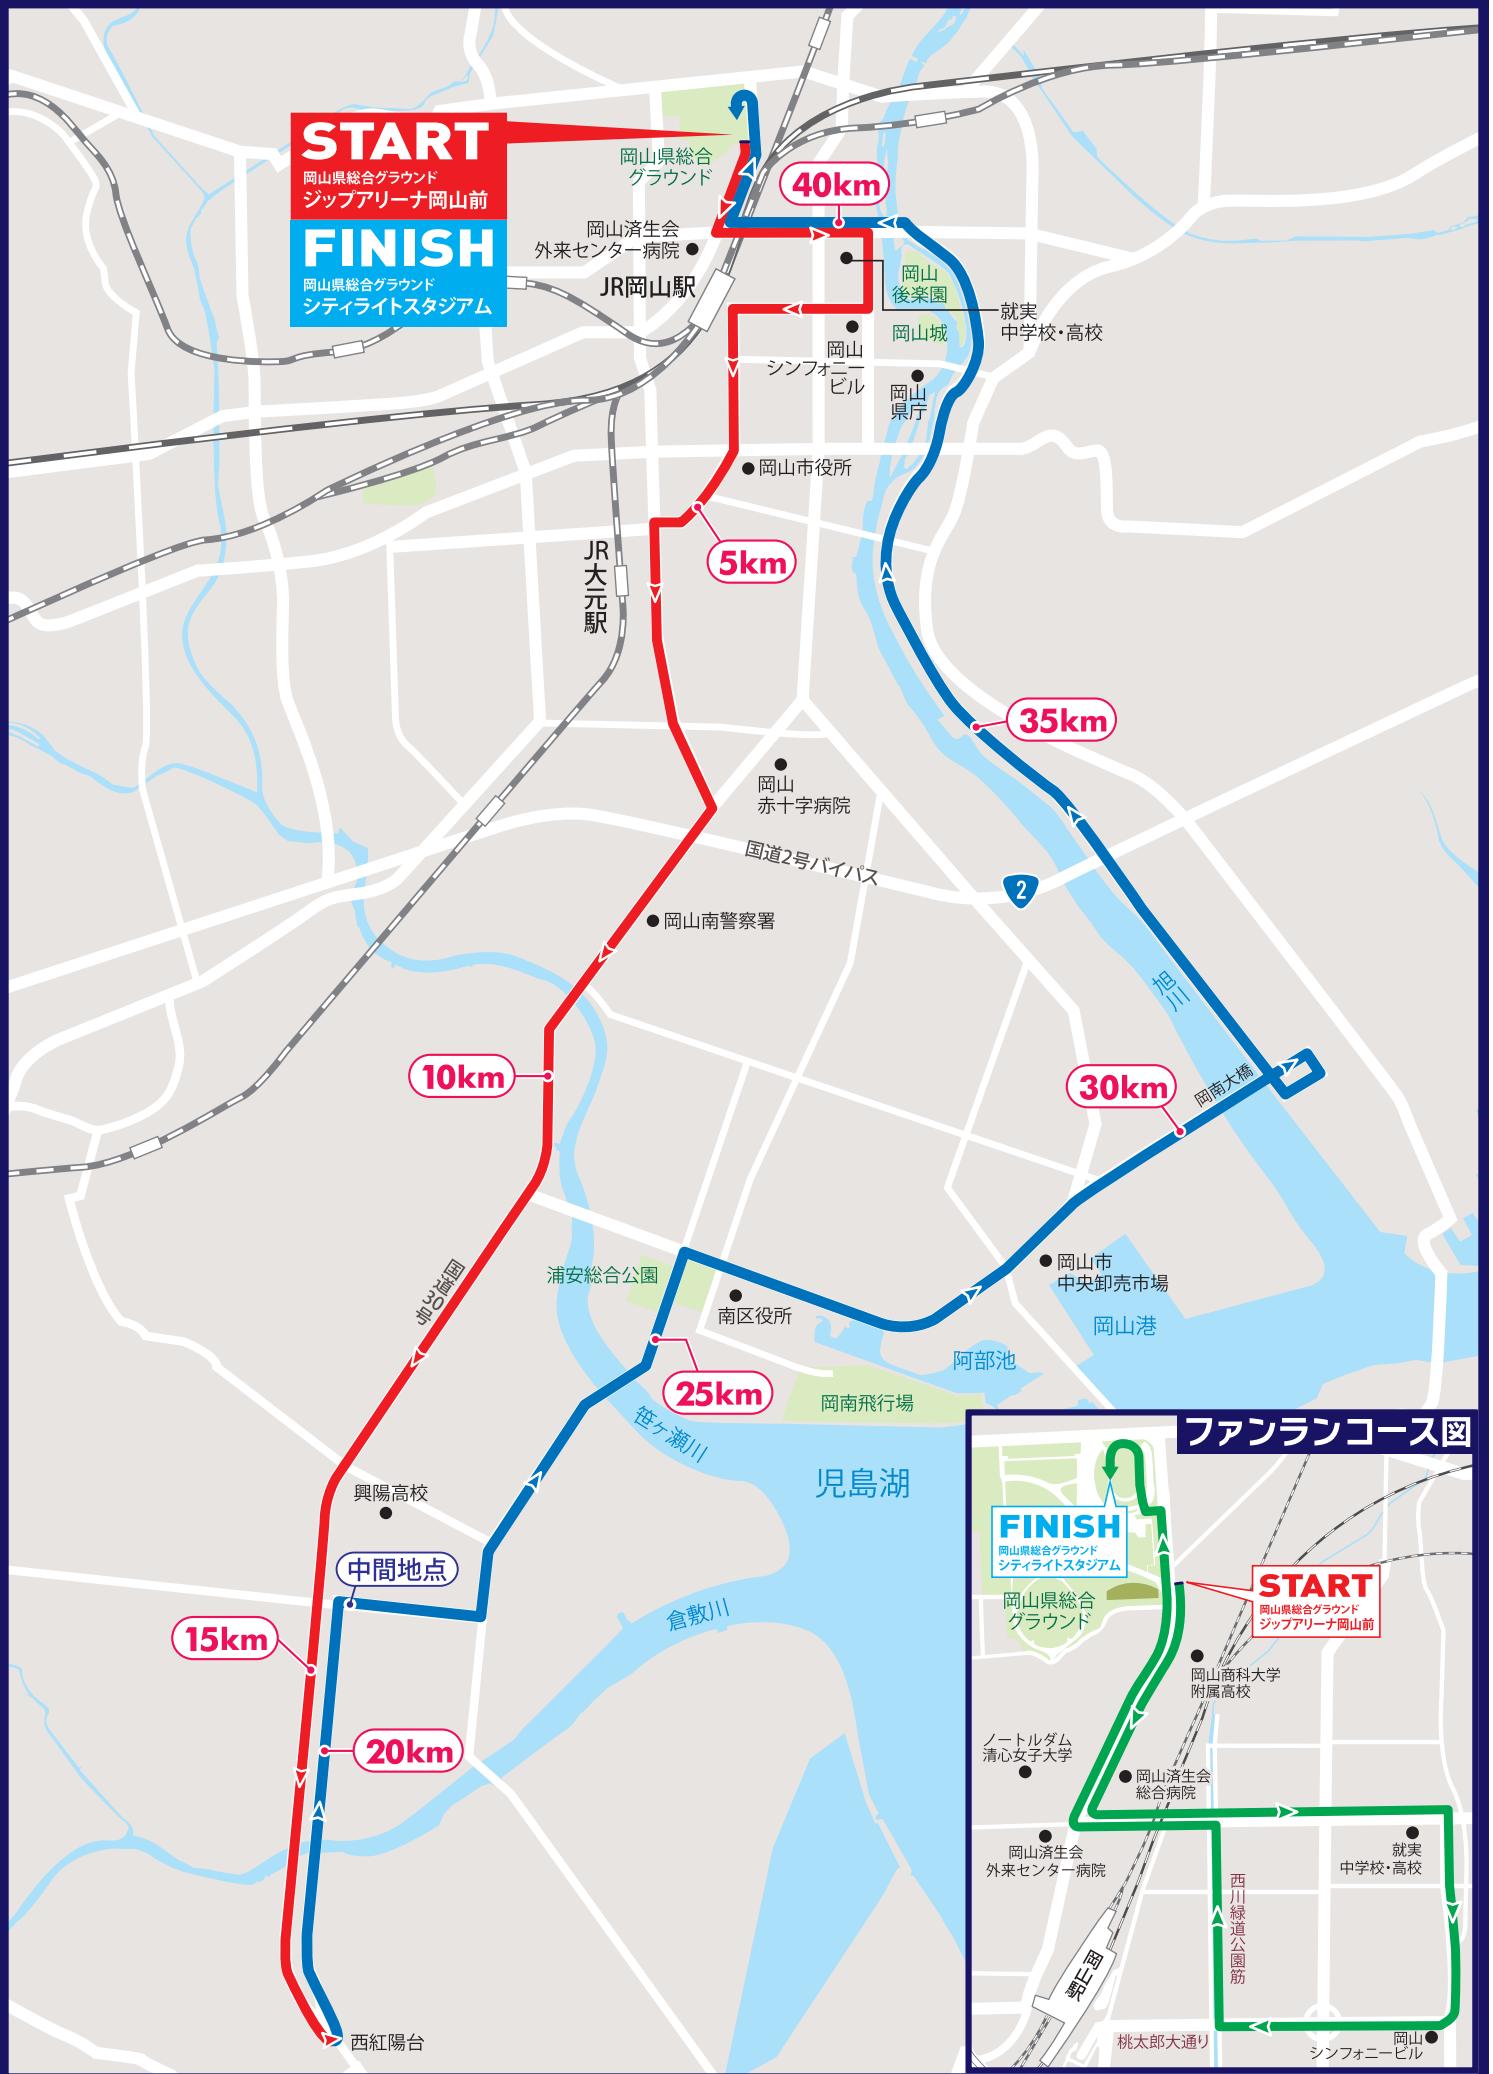 START
岡山県総合グラウンド
ジップアリーナ岡山前
FINISH
岡山県総合グラウンド
シティライトスタジアム
岡山県総合
グラウンド
40km
岡山済生会
外来センター病院
JR岡山駅
岡山
後楽園
岡山城
就実
中学校・高校
岡山
シンフォニー
ビル
岡山
県庁
岡山市役所
5km
JR大元駅
35km
岡山
赤十字病院
国道2号バイパス
2
岡山南警察署
旭川
10km
30km
岡南大橋
国道30号
浦安総合公園
南区役所
岡山市
中央卸売市場
岡山港
阿部池
25km
岡南飛行場
笹ヶ瀬川
児島湖
興陽高校
中間地点
倉敷川
15km
20km
西紅陽台
ファンランコース図
FINISH
岡山県総合グラウンド
シティライトスタジアム
START
岡山県総合グラウンド
ジップアリーナ岡山前
岡山県総合
グラウンド
岡山商科大学
附属高校
ノートルダム
清心女子大学
岡山済生会
総合病院
岡山済生会
外来センター病院
就実
中学校・高校
西川緑道公園筋
岡山駅
桃太郎大通り
岡山
シンフォニービル